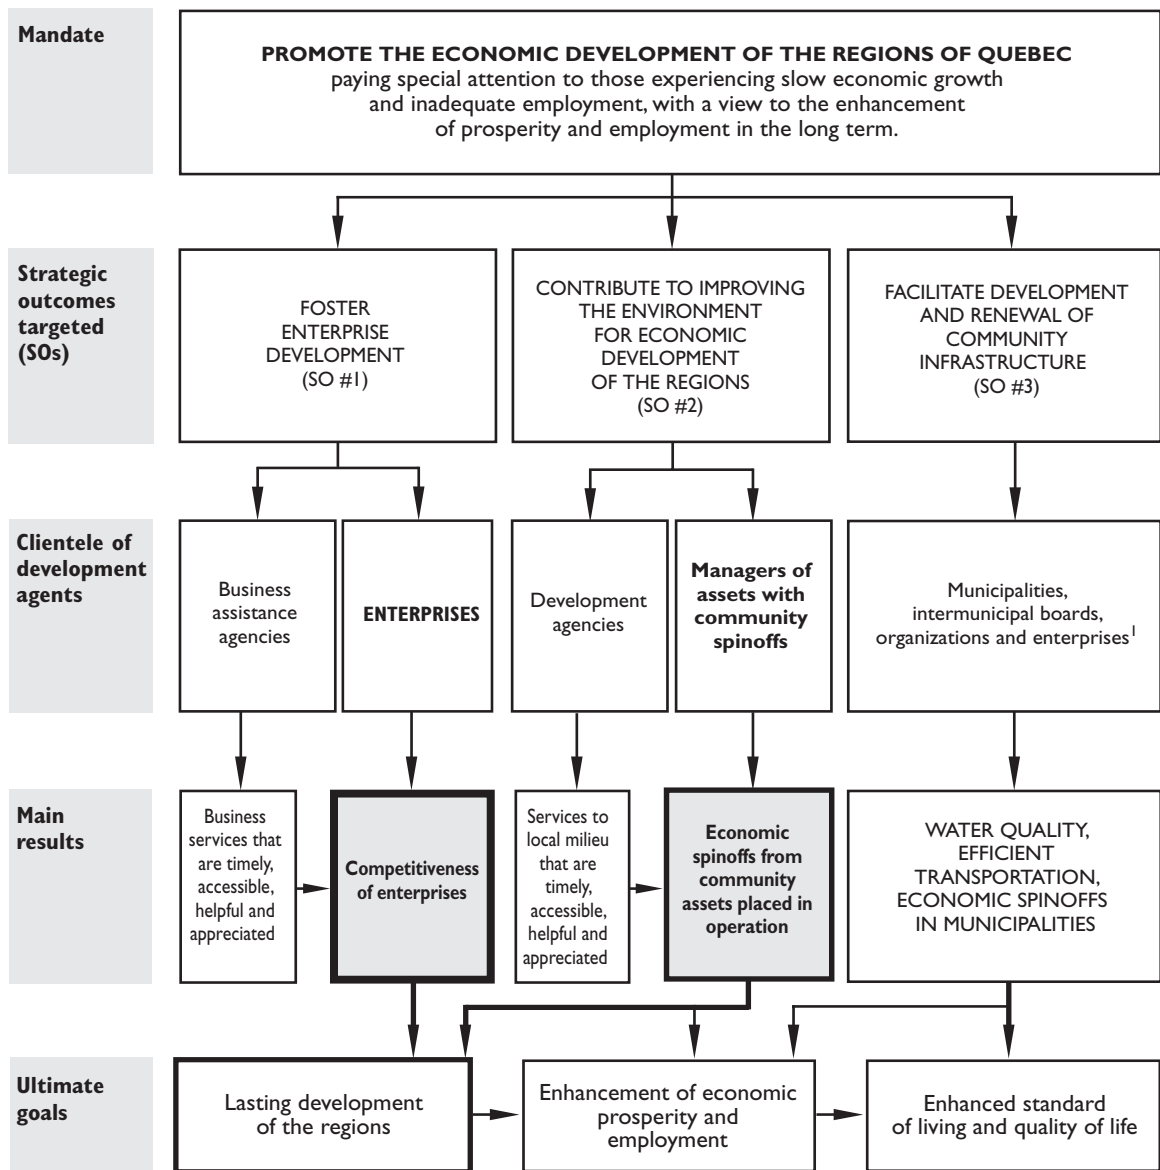 Mandate
PROMOTE THE ECONOMIC DEVELOPMENT OF THE REGIONS OF QUEBEC
paying special attention to those experiencing slow economic growth
and inadequate employment, with a view to the enhancement
of prosperity and employment in the long term.
Strategic
outcomes
targeted
(SOs)
FOSTER
ENTERPRISE
DEVELOPMENT
(SO #1)
CONTRIBUTE TO IMPROVING
THE ENVIRONMENT
FOR ECONOMIC
DEVELOPMENT
OF THE REGIONS
(SO #2)
FACILITATE DEVELOPMENT
AND RENEWAL OF
COMMUNITY
INFRASTRUCTURE
(SO #3)
Clientele of
development
agents
Business
assistance
agencies
ENTERPRISES
Development
agencies
Managers of
assets with
community
spinoffs
Municipalities,
intermunicipal boards,
organizations and enterprises1
Main
results
Business
services that
are timely,
accessible,
helpful and
appreciated
Competitiveness
of enterprises
Services to
local milieu
that are
timely,
accessible,
helpful and
appreciated
Economic
spinoffs from
community
assets placed in
operation
WATER QUALITY,
EFFICIENT
TRANSPORTATION,
ECONOMIC SPINOFFS
IN MUNICIPALITIES
Ultimate
goals
Lasting development
of the regions
Enhancement of economic
prosperity and
employment
Enhanced standard
of living and quality of life